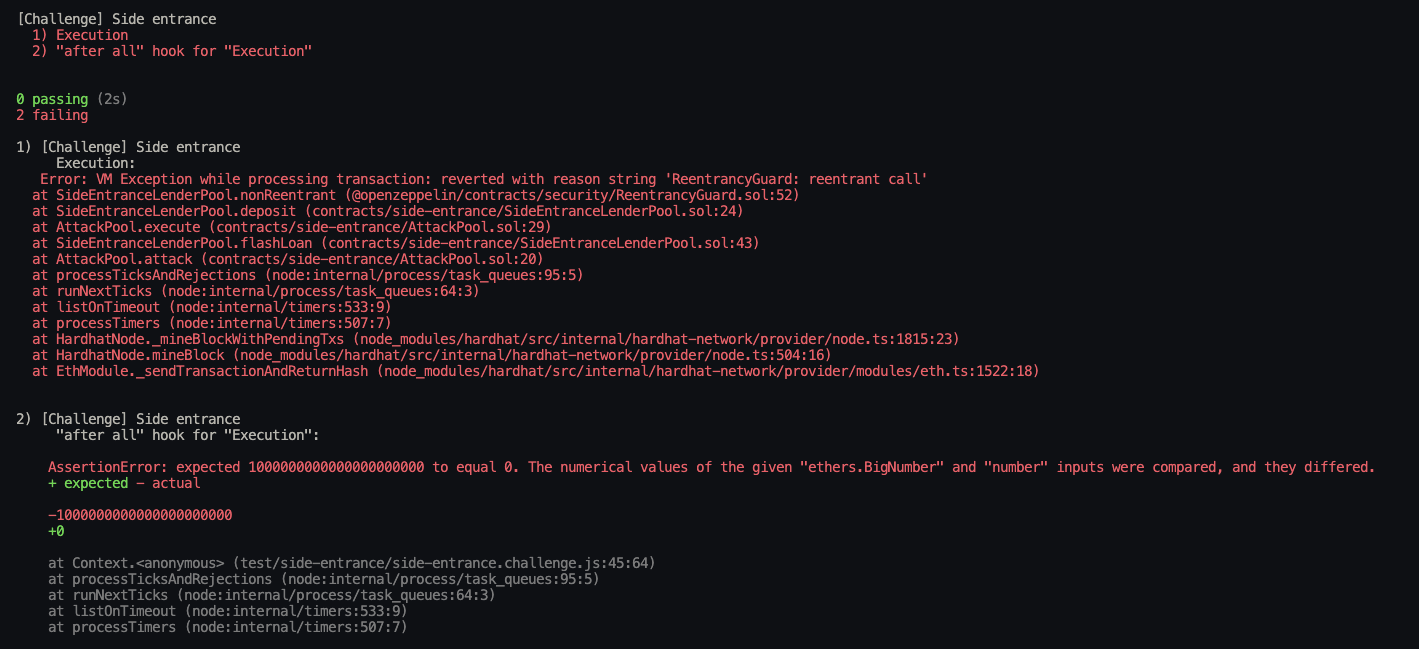 [Challenge] Side entrance
1) Execution
2) "after all" hook for "Execution"
0 passing (2s)
2 failing
1) [Challenge] Side entrance
Execution:
Error: VM Exception while processing transaction: reverted with reason string 'ReentrancyGuard: reentrant call'
at SideEntranceLenderPool.nonReentrant (@openzeppelin/contracts/security/ReentrancyGuard.sol:52)
at SideEntranceLenderPool.deposit (contracts/side-entrance/SideEntranceLenderPool.sol:24)
at AttackPool.execute (contracts/side-entrance/AttackPool.sol:29)
at SideEntranceLenderPool.flashLoan (contracts/side-entrance/SideEntranceLenderPool.sol:43)
at AttackPool.attack (contracts/side-entrance/AttackPool.sol:20)
at processTicksAndRejections (node:internal/process/task_queues:95:5)
at runNextTicks (node:internal/process/task_queues:64:3)
at listOnTimeout (node:internal/timers:533:9)
at processTimers (node:internal/timers:507:7)
at HardhatNode._mineBlockWithPendingTxs (node_modules/hardhat/src/internal/hardhat-network/provider/node.ts:1815:23)
at HardhatNode.mineBlock (node_modules/hardhat/src/internal/hardhat-network/provider/node.ts:504:16)
at EthModule._sendTransactionAndReturnHash (node_modules/hardhat/src/internal/hardhat-network/provider/modules/eth.ts:1522:18)
2) [Challenge] Side entrance
"after all" hook for "Execution":
AssertionError: expected 1000000000000000000000 to equal 0. The numerical values of the given "ethers.BigNumber" and "number" inputs were compared, and they differed.
+ expected - actual
-1000000000000000000000
+0
at Context.<anonymous> (test/side-entrance/side-entrance.challenge.js:45:64)
at processTicksAndRejections (node:internal/process/task_queues:95:5)
at runNextTicks (node:internal/process/task_queues:64:3)
at listOnTimeout (node:internal/timers:533:9)
at processTimers (node:internal/timers:507:7)